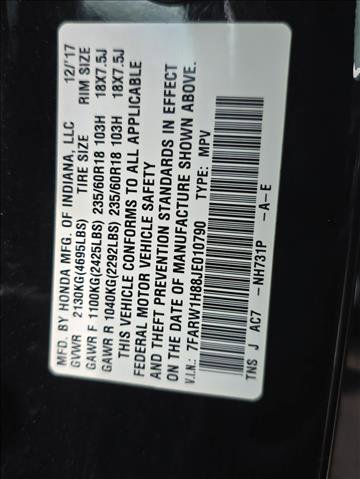 MFD. BY HONDA MFG. OF INDIANA, LLC 12/'17
GVWR 2130KG(4695LBS) TIRE SIZE RIM SIZE
GAWR F 1100KG(2425LBS) 235/60R18 103H 18X7.5J
GAWR R 1040KG(2292LBS) 235/60R18 103H 18X7.5J
THIS VEHICLE CONFORMS TO ALL APPLICABLE
FEDERAL MOTOR VEHICLE SAFETY
AND THEFT PREVENTION STANDARDS IN EFFECT
ON THE DATE OF MANUFACTURE SHOWN ABOVE.
V.I.N.: 7FARW1H88JE010790 TYPE: MPV
TNS J AC7 -NH731P -A-E